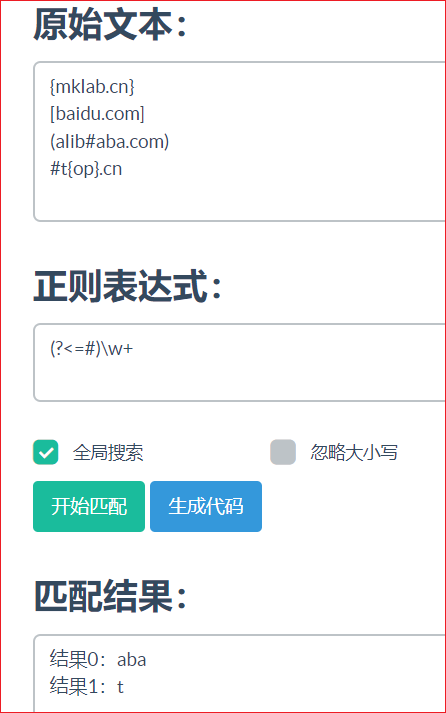 原始文本：
{mklab.cn}
[baidu.com]
(alib#aba.com)
#t{op}.cn
正则表达式：
(?<=#)\w+
全局搜索 忽略大小写
开始匹配 生成代码
匹配结果：
结果0：aba
结果1：t